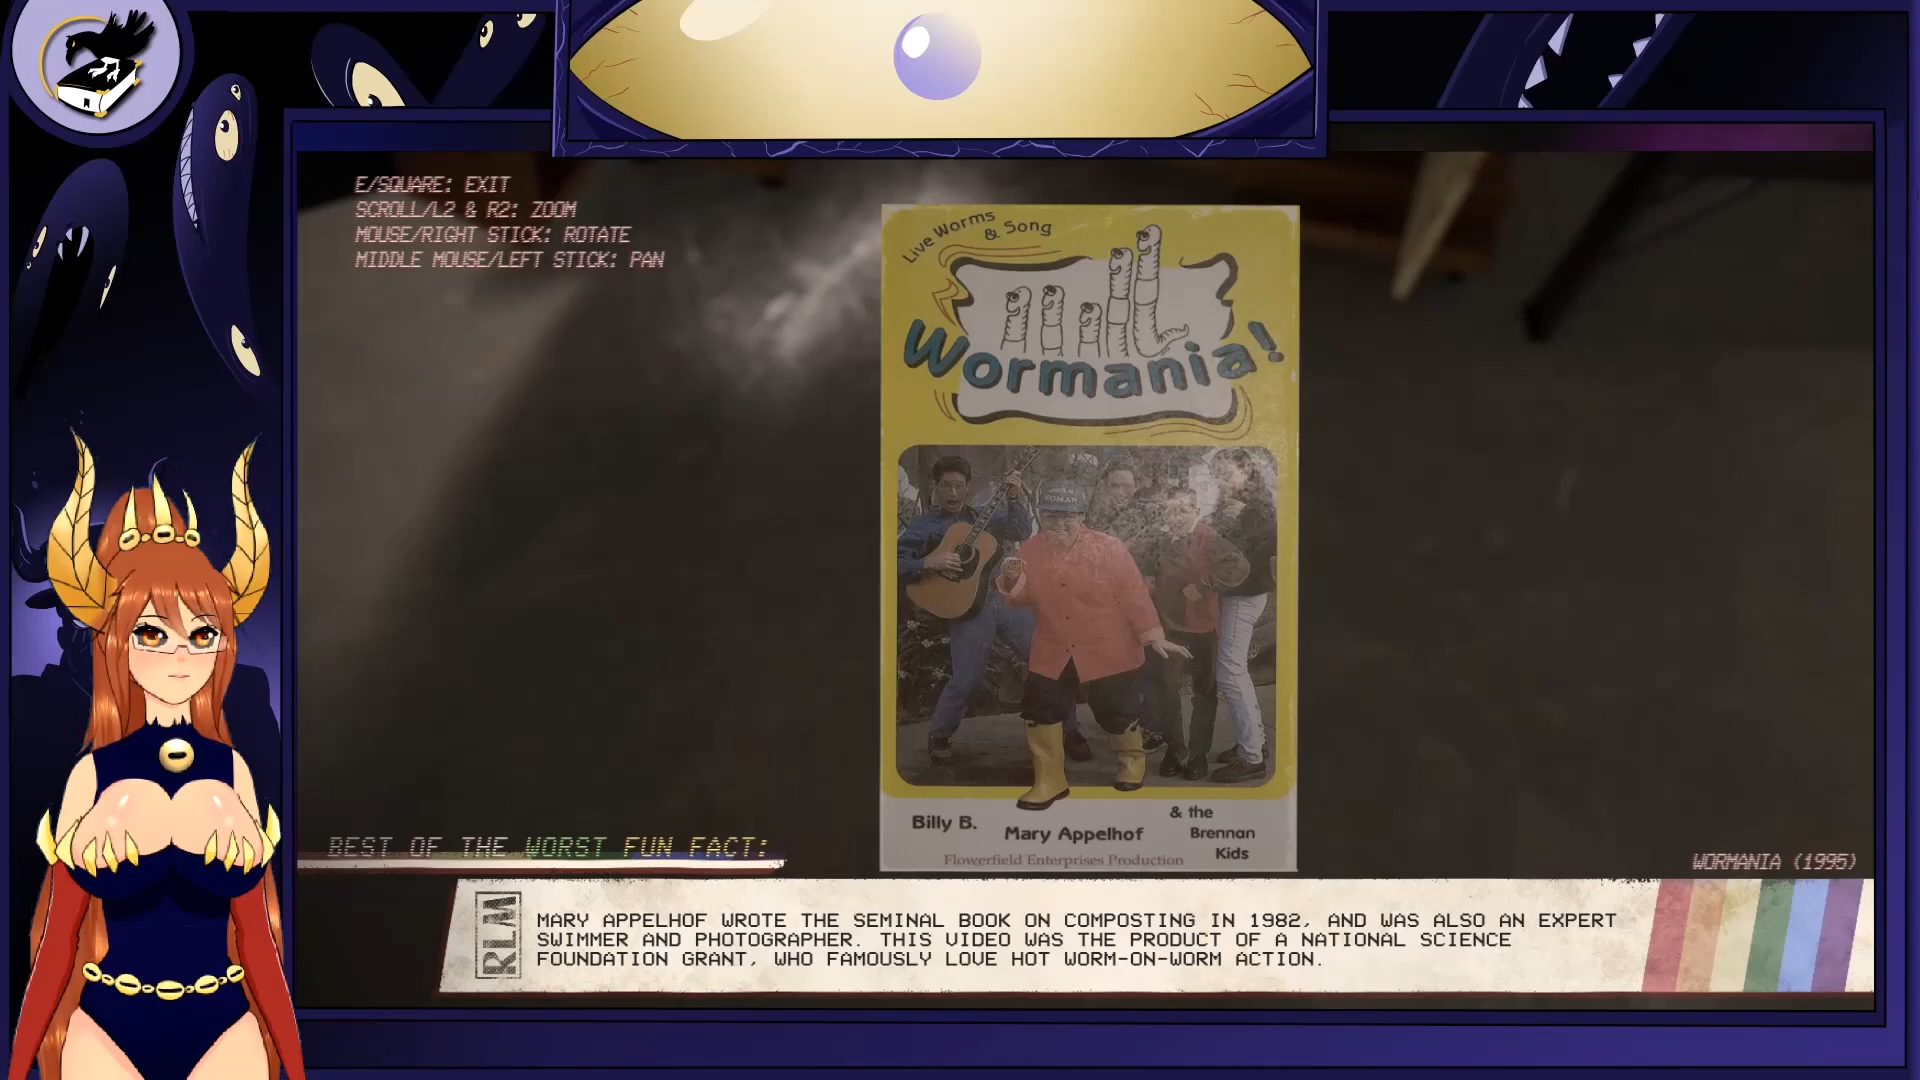 E/SQUARE: EXIT
SCROLL/L2 & R2: ZOOM
MOUSE/RIGHT STICK: ROTATE
MIDDLE MOUSE/LEFT STICK: PAN
Live Worms
& Song
Wormania!
WORM
WOMAN
Billy B.
Mary Appelhof
& the
Brennan
Kids
Flowerfield Enterprises Production
BEST OF THE WORST FUN FACT:
WORMANIA (1995)
RLM
MARY APPELHOF WROTE THE SEMINAL BOOK ON COMPOSTING IN 1982, AND WAS ALSO AN EXPERT
SWIMMER AND PHOTOGRAPHER. THIS VIDEO WAS THE PRODUCT OF A NATIONAL SCIENCE
FOUNDATION GRANT, WHO FAMOUSLY LOVE HOT WORM-ON-WORM ACTION.